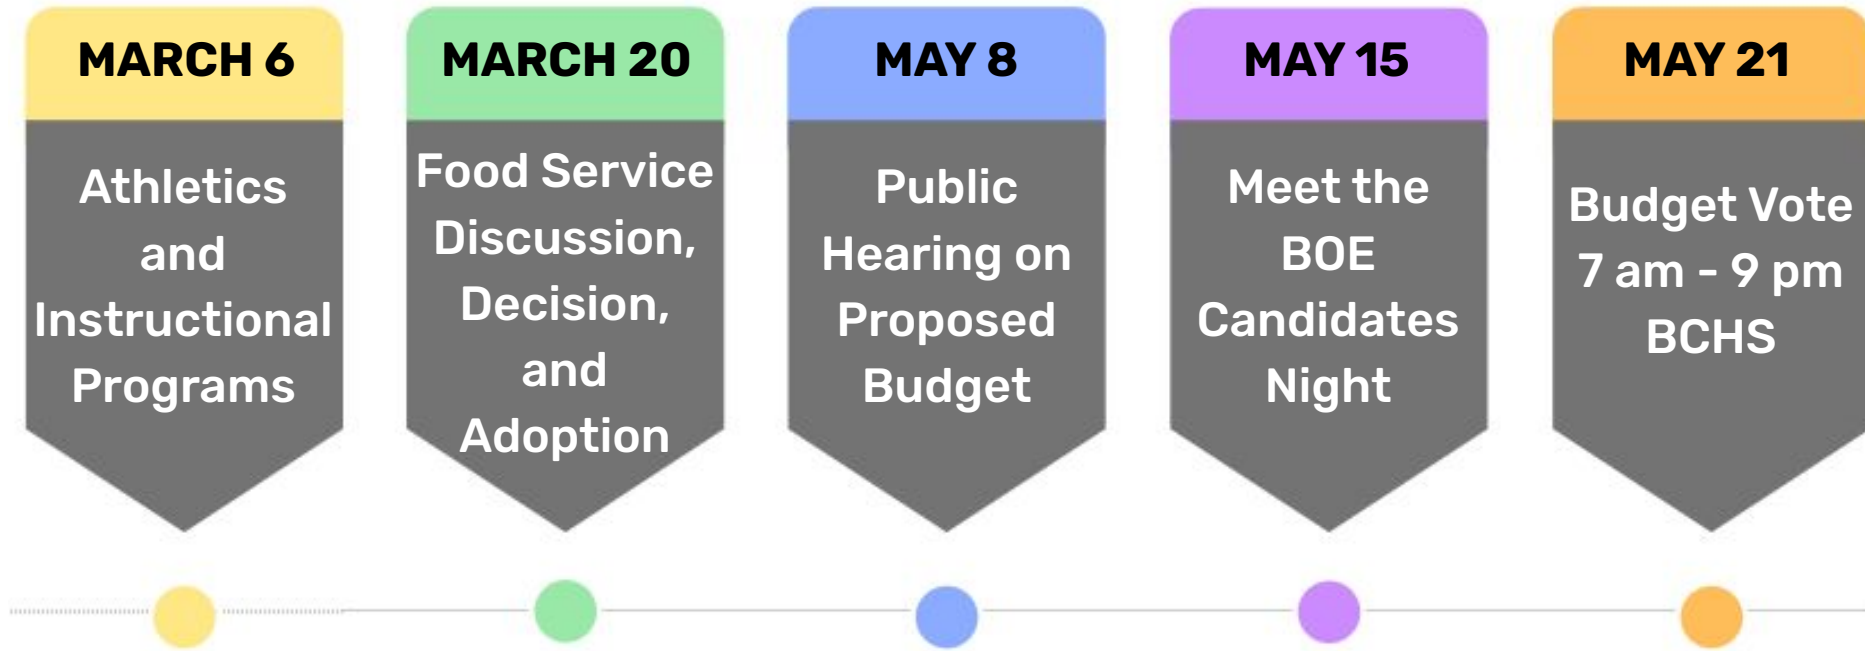 MARCH 6
Athletics
and
Instructional
Programs
MARCH 20
Food Service
Discussion,
Decision,
and
Adoption
MAY 8
Public
Hearing on
Proposed
Budget
MAY 15
Meet the
BOE
Candidates
Night
MAY 21
Budget Vote
7 am - 9 pm
BCHS